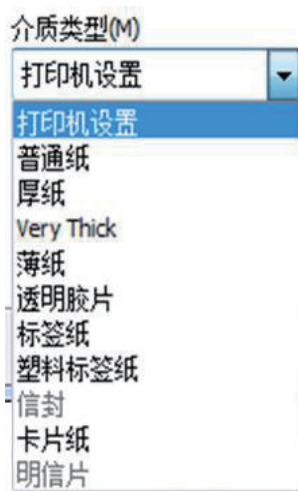 介质类型(M)
打印机设置
打印机设置
普通纸
厚纸
Very Thick
薄纸
透明胶片
标签纸
塑料标签纸
信封
卡片纸
明信片